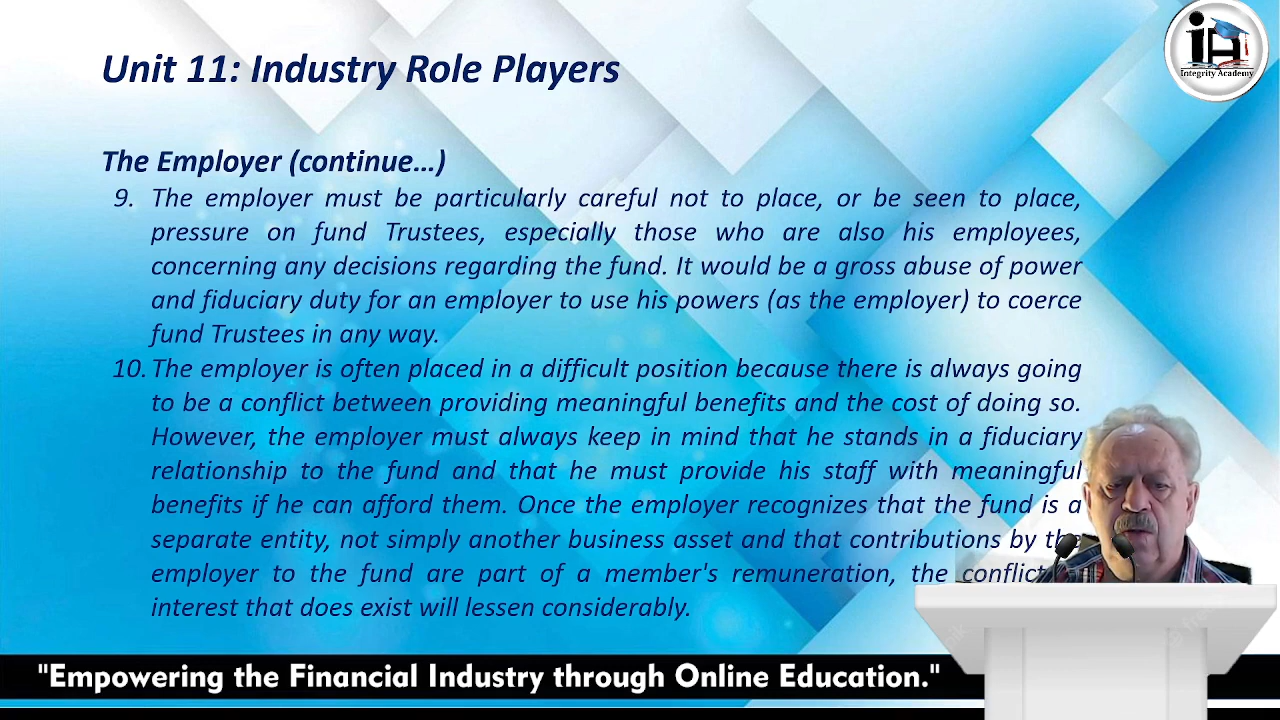 Unit 11: Industry Role Players
Integrity Academy
The Employer (continue...)
9. The employer must be particularly careful not to place, or be seen to place,
pressure on fund Trustees, especially those who are also his employees,
concerning any decisions regarding the fund. It would be a gross abuse of power
and fiduciary duty for an employer to use his powers (as the employer) to coerce
fund Trustees in any way.
10. The employer is often placed in a difficult position because there is always going
to be a conflict between providing meaningful benefits and the cost of doing so.
However, the employer must always keep in mind that he stands in a fiduciary
relationship to the fund and that he must provide his staff with meaningful
benefits if he can afford them. Once the employer recognizes that the fund is a
separate entity, not simply another business asset and that contributions by the
employer to the fund are part of a member's remuneration, the conflict
interest that does exist will lessen considerably.
"Empowering the Financial Industry through Online Education."